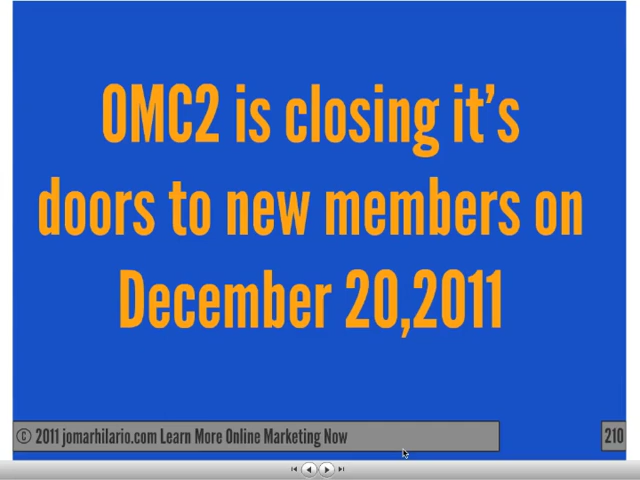 OMC2 is closing it's
doors to new members on
December 20,2011
© 2011 jomarhilario.com Learn More Online Marketing Now
210